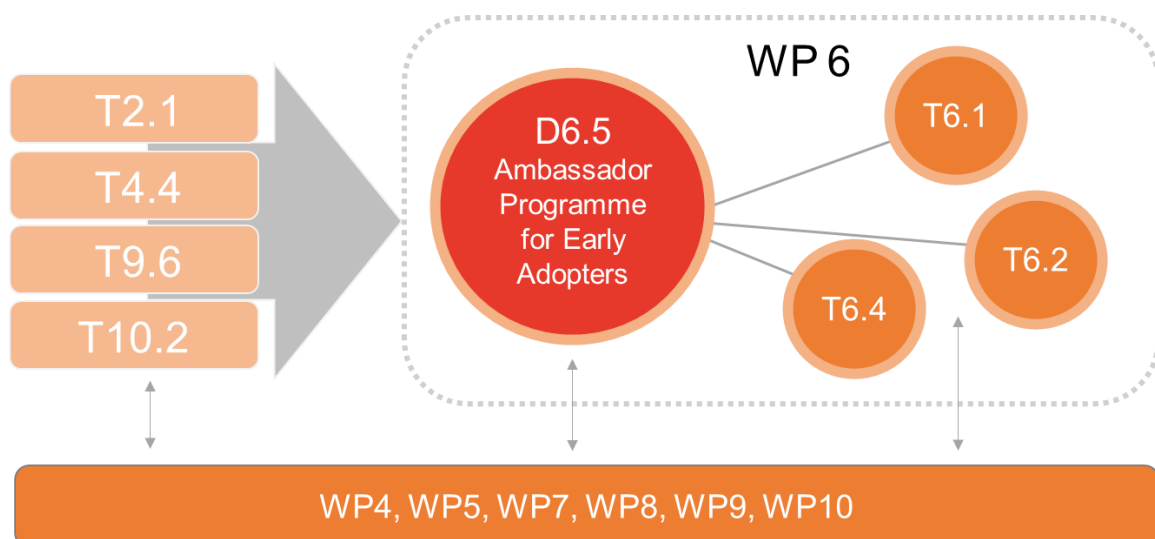 T2.1
T4.4
T9.6
T10.2
WP 6
D6.5
Ambassador
Programme
for Early
Adopters
T6.1
T6.2
T6.4
WP4, WP5, WP7, WP8, WP9, WP10